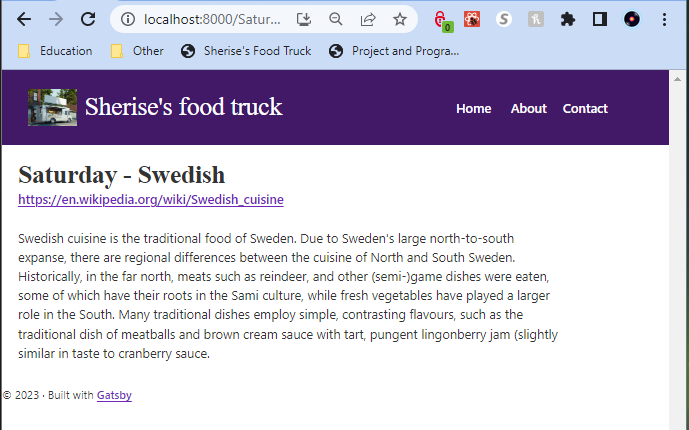 localhost:8000/Satur...
0
Education
Other
Sherise's Food Truck
Project and Progra...
Sherise's food truck
Home
About
Contact
Saturday - Swedish
https://en.wikipedia.org/wiki/Swedish_cuisine
Swedish cuisine is the traditional food of Sweden. Due to Sweden's large north-to-south
expanse, there are regional differences between the cuisine of North and South Sweden.
Historically, in the far north, meats such as reindeer, and other (semi-)game dishes were eaten,
some of which have their roots in the Sami culture, while fresh vegetables have played a larger
role in the South. Many traditional dishes employ simple, contrasting flavours, such as the
traditional dish of meatballs and brown cream sauce with tart, pungent lingonberry jam (slightly
similar in taste to cranberry sauce.
© 2023 · Built with Gatsby